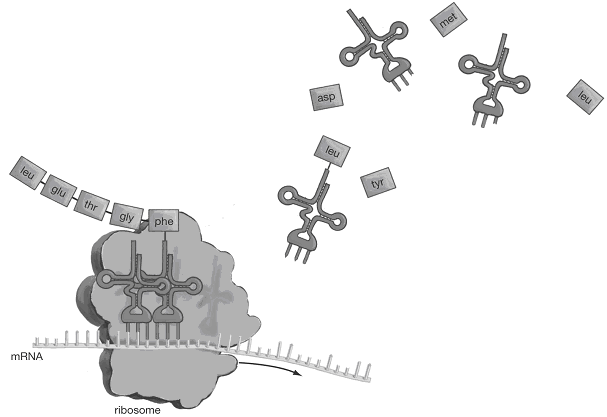 met
leu
asp
leu
tyr
leu
glu
thr
gly
phe
mRNA
ribosome